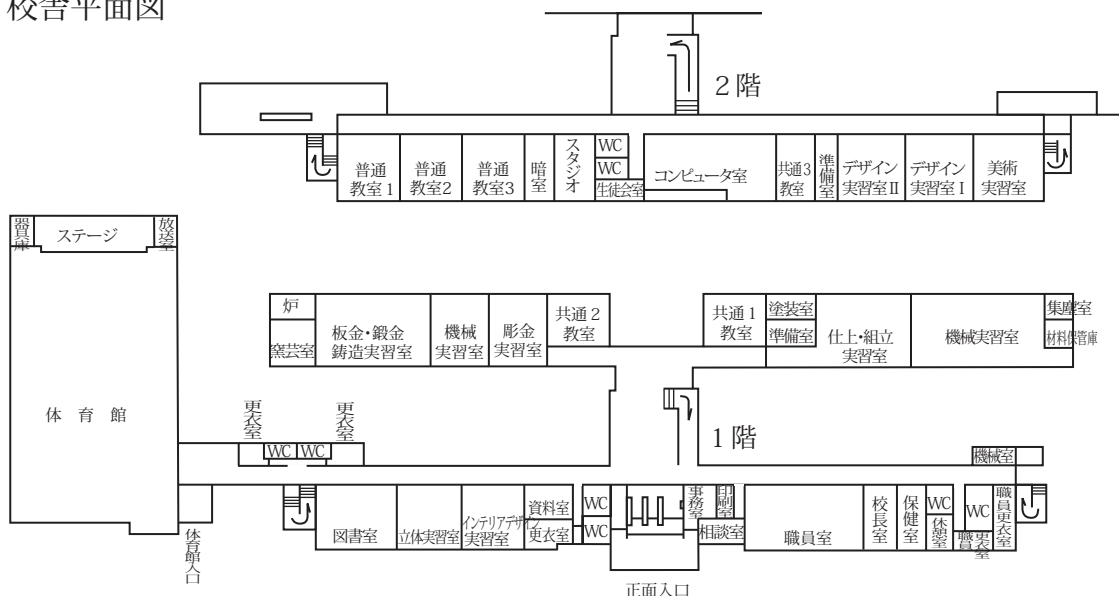 校舎平面図
2階
普通
教室1
普通
教室2
普通
教室3
暗室
スタジオ
WC
WC
生徒会室
コンピュータ室
共通3
教室
準備室
デザイン
実習室Ⅱ
デザイン
実習室Ⅰ
美術
実習室
器具庫
ステージ
放送室
炉
窯芸室
板金・鍛金
鋳造実習室
機械
実習室
彫金
実習室
共通2
教室
共通1
教室
塗装室
準備室
仕上・組立
実習室
機械実習室
集塵室
材料保管庫
体育館
更衣室
更衣室
WC
WC
1階
機械室
図書室
立体実習室
インテリアデザイン
実習室
資料室
更衣室
WC
WC
事務室
印刷室
相談室
職員室
校長室
保健室
WC
休憩室
WC
職員更衣室
職員更衣室
体育館入口
正面入口